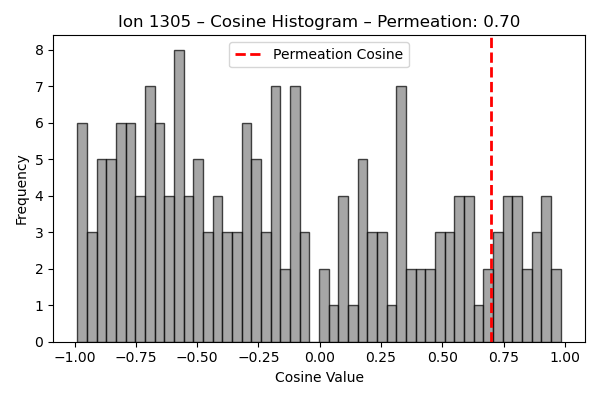 Ion 1305 – Cosine Histogram – Permeation: 0.70
Permeation Cosine
Frequency
8
7
6
5
4
3
2
1
0
−1.00 −0.75 −0.50 −0.25 0.00 0.25 0.50 0.75 1.00
Cosine Value